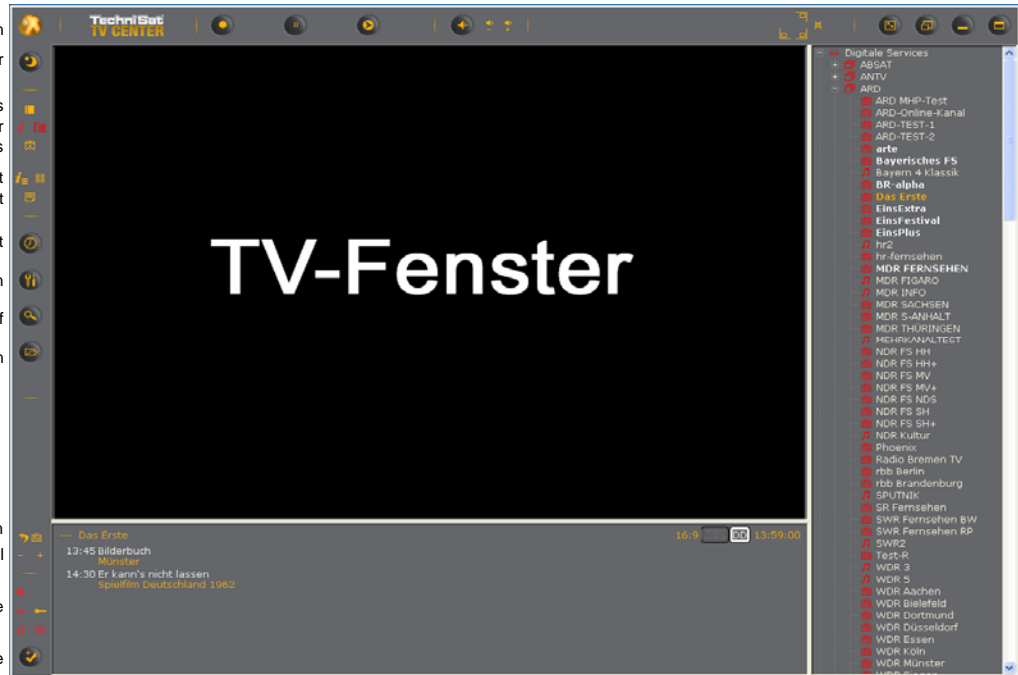 TechniSat
TV CENTER
TV-Fenster
Das Erste
16:9
DD 13:59:00
13:45 Bilderbuch
Münster
14:30 Er kann's nicht lassen
Spielfilm Deutschland 1962
Digitale Services
ABSAT
ANTV
ARD
ARD MHP-Test
ARD-Online-Kanal
ARD-TEST-1
ARD-TEST-2
arte
Bayerisches FS
Bayern 4 Klassik
BR-alpha
Das Erste
EinsExtra
EinsFestival
EinsPlus
hr2
hr-fernsehen
MDR FERNSEHEN
MDR FIGARO
MDR INFO
MDR SACHSEN
MDR S-ANHALT
MDR THÜRINGEN
MEHRKANALTEST
NDR FS HH
NDR FS HH+
NDR FS MV
NDR FS MV+
NDR FS NDS
NDR FS SH
NDR FS SH+
NDR Kultur
Phoenix
Radio Bremen TV
rbb Berlin
rbb Brandenburg
SPUTNIK
SR Fernsehen
SWR Fernsehen BW
SWR Fernsehen RP
SWR2
Test-R
WDR 3
WDR 5
WDR Aachen
WDR Bielefeld
WDR Dortmund
WDR Düsseldorf
WDR Essen
WDR Köln
WDR Münster